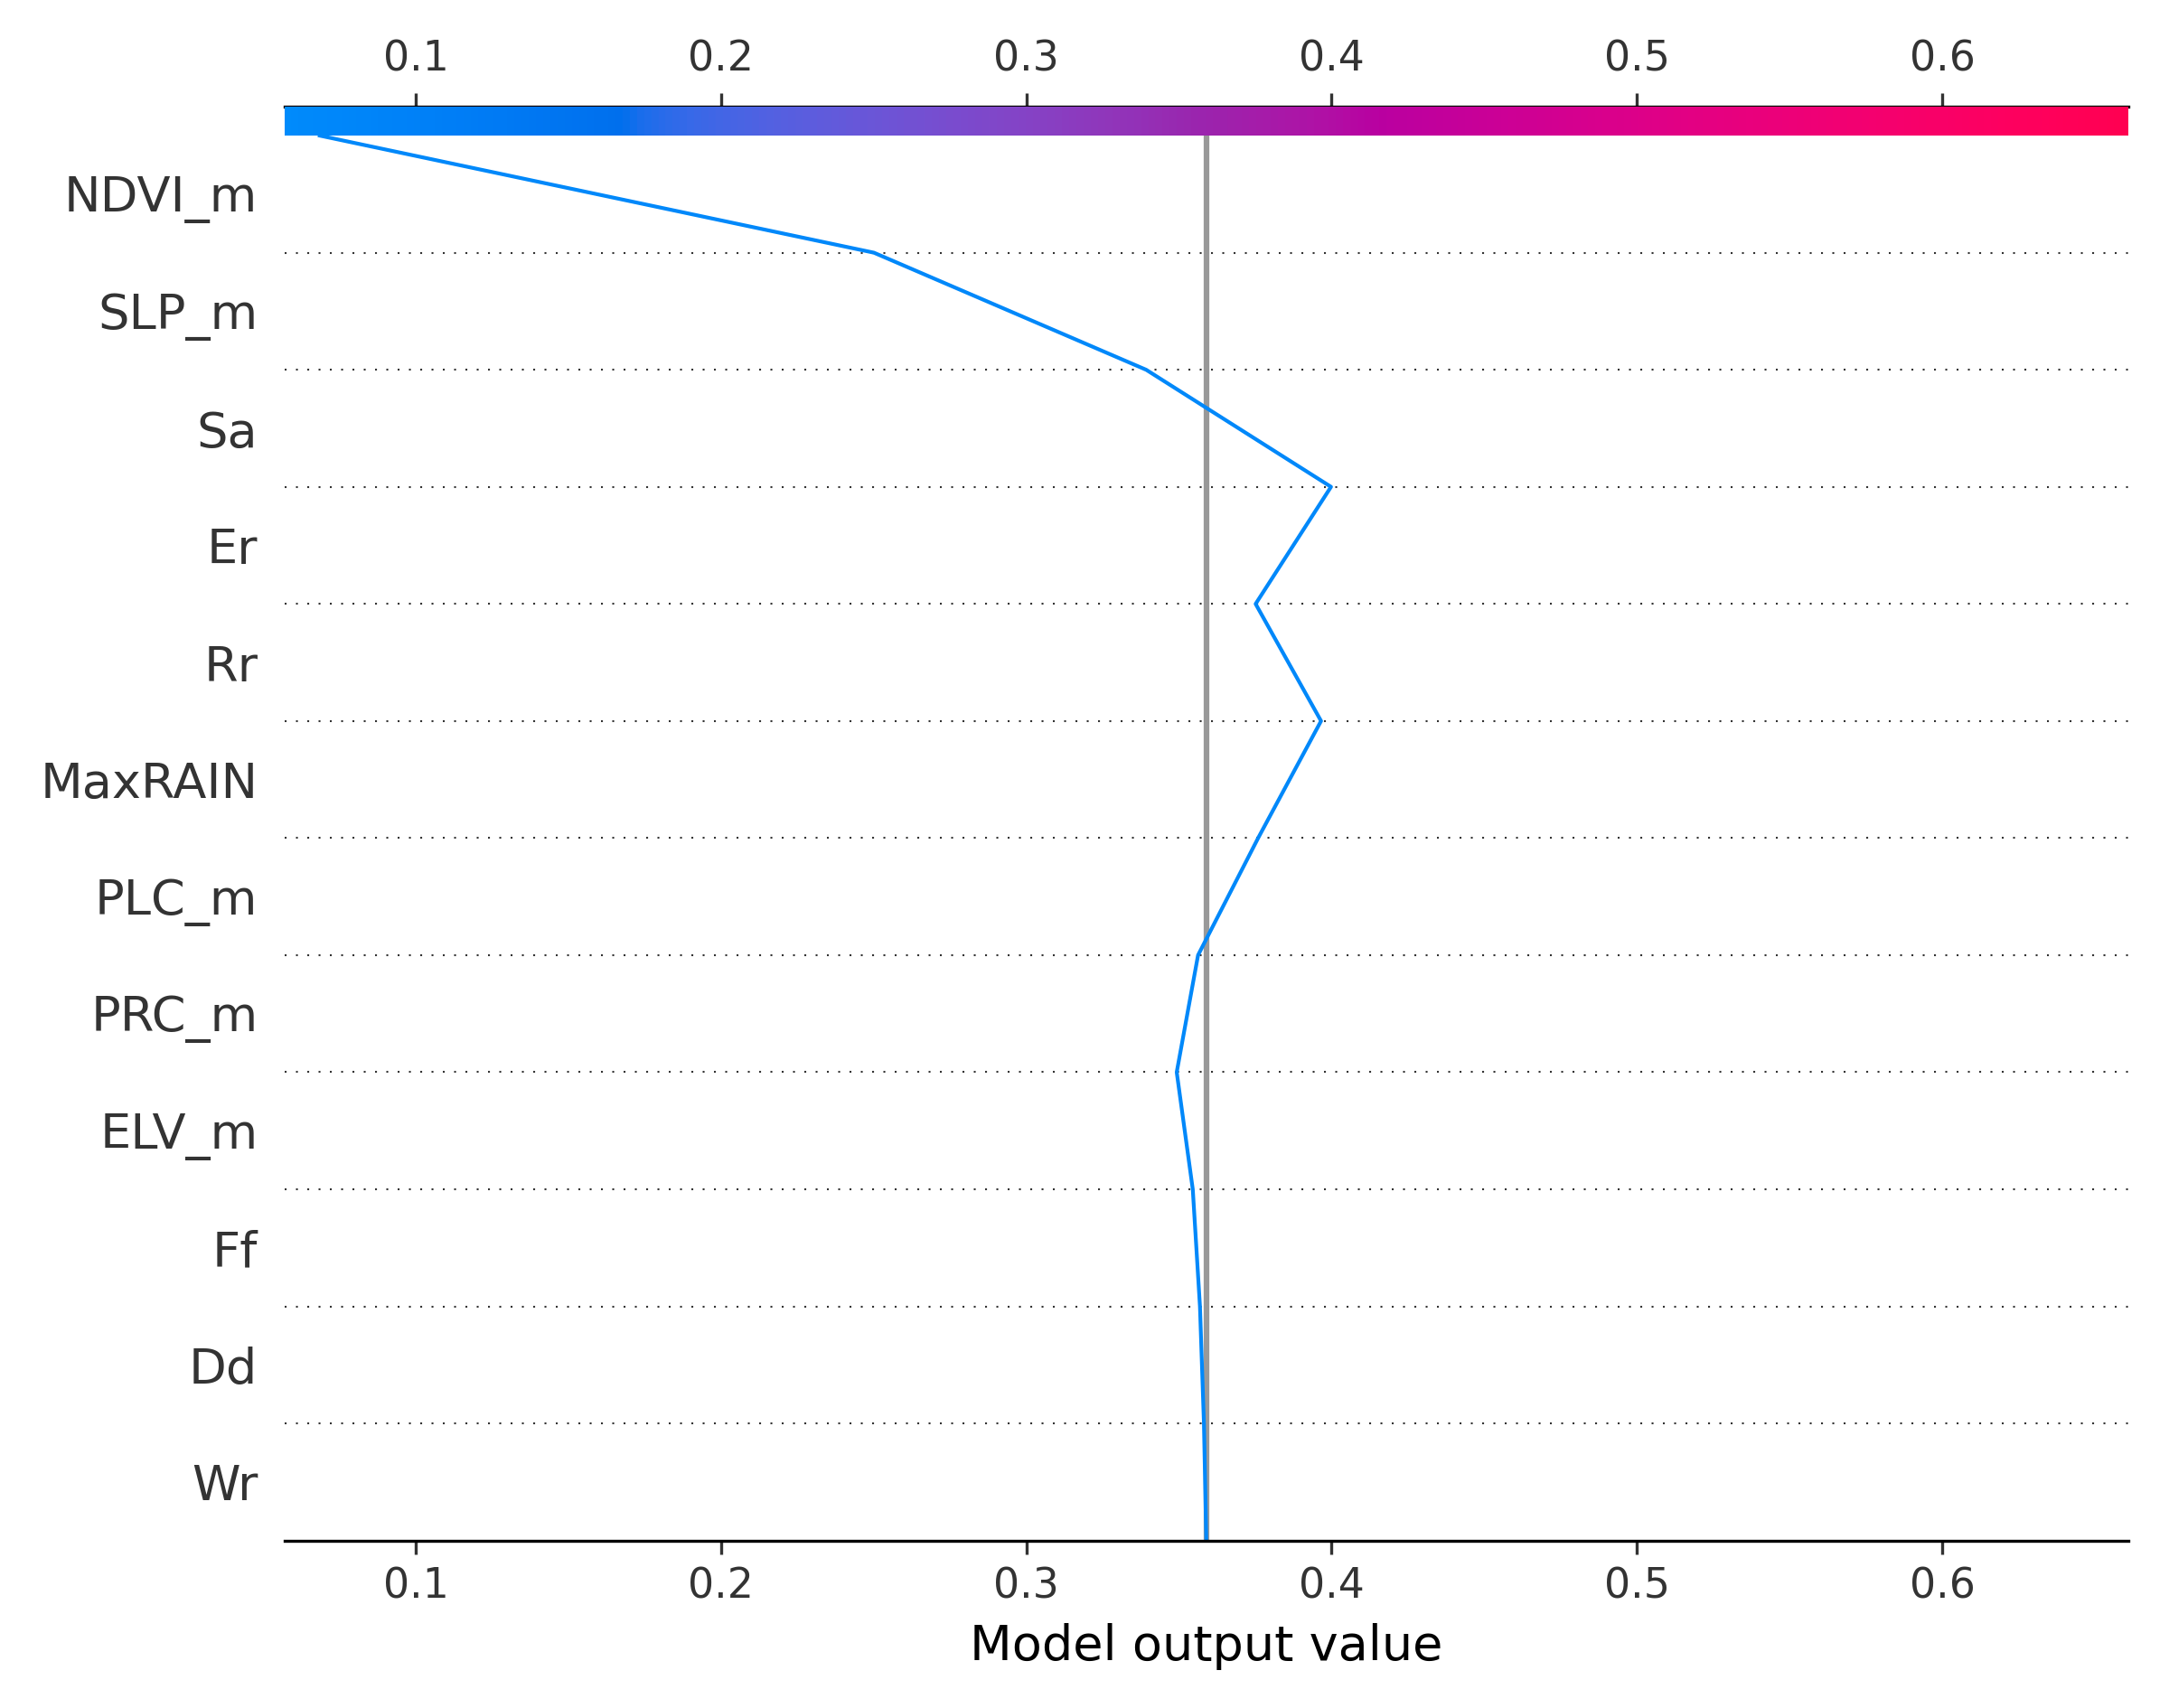 0.1 0.2 0.3 0.4 0.5 0.6
NDVI_m
SLP_m
Sa
Er
Rr
MaxRAIN
PLC_m
PRC_m
ELV_m
Ff
Dd
Wr
0.1 0.2 0.3 0.4 0.5 0.6
Model output value